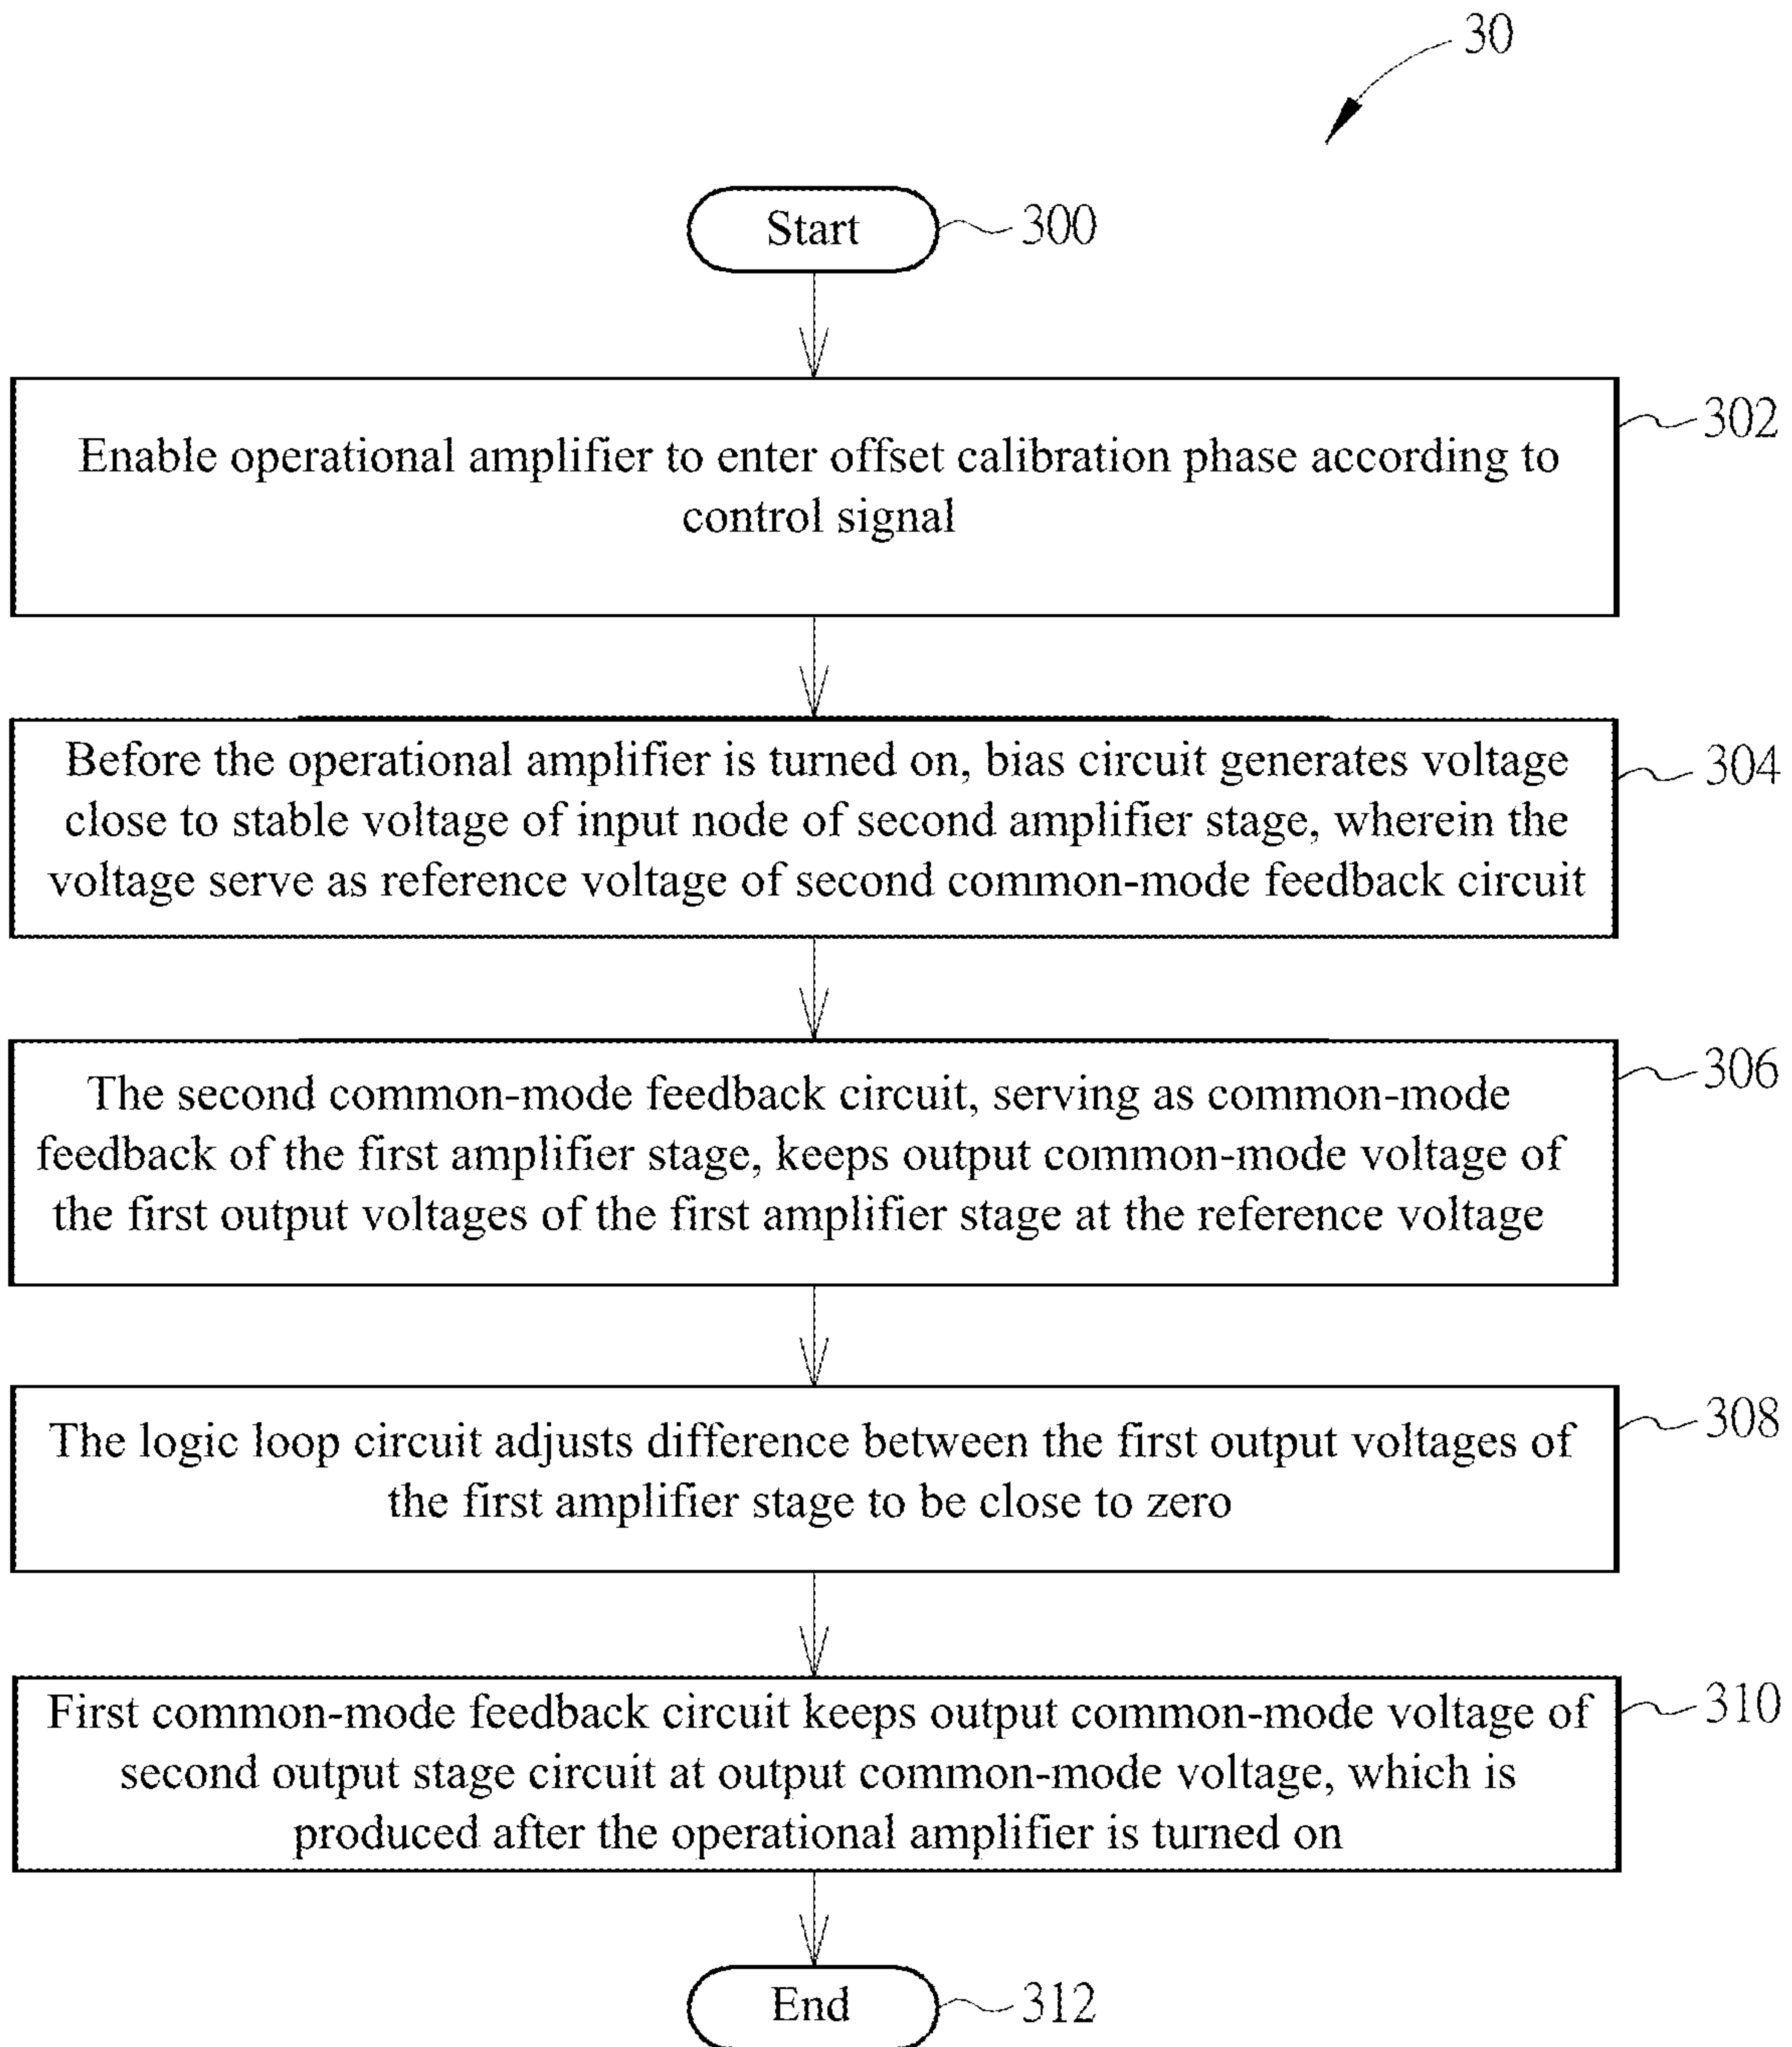 30
Start
300
302
Enable operational amplifier to enter offset calibration phase according to
control signal
304
Before the operational amplifier is turned on, bias circuit generates voltage
close to stable voltage of input node of second amplifier stage, wherein the
voltage serve as reference voltage of second common-mode feedback circuit
306
The second common-mode feedback circuit, serving as common-mode
feedback of the first amplifier stage, keeps output common-mode voltage of
the first output voltages of the first amplifier stage at the reference voltage
308
The logic loop circuit adjusts difference between the first output voltages of
the first amplifier stage to be close to zero
310
First common-mode feedback circuit keeps output common-mode voltage of
second output stage circuit at output common-mode voltage, which is
produced after the operational amplifier is turned on
End
312